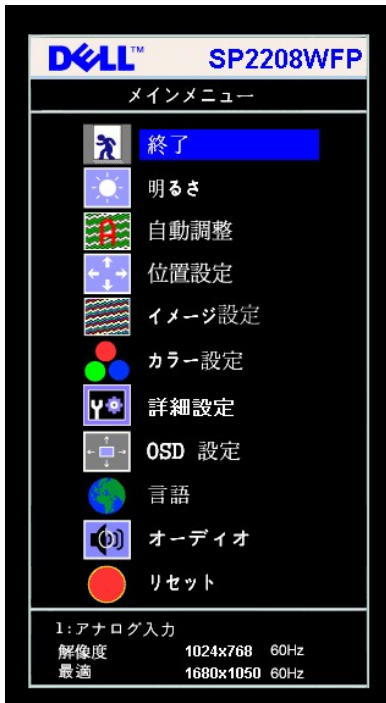 DELL™ SP2208WFP
メインメニュー
終了
明るさ
自動調整
位置設定
イメージ設定
カラー設定
詳細設定
OSD 設定
言語
オーディオ
リセット
1:アナログ入力
解像度 1024x768 60Hz
最適 1680x1050 60Hz